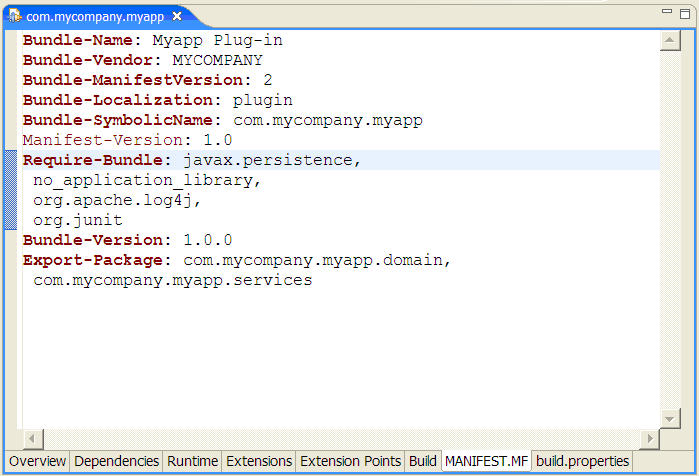 com.mycompany.myapp
Bundle-Name: Myapp Plug-in
Bundle-Vendor: MYCOMPANY
Bundle-ManifestVersion: 2
Bundle-Localization: plugin
Bundle-SymbolicName: com.mycompany.myapp
Manifest-Version: 1.0
Require-Bundle: javax.persistence,
 no_application_library,
 org.apache.log4j,
 org.junit
Bundle-Version: 1.0.0
Export-Package: com.mycompany.myapp.domain,
 com.mycompany.myapp.services
Overview Dependencies Runtime Extensions Extension Points Build MANIFEST.MF build.properties